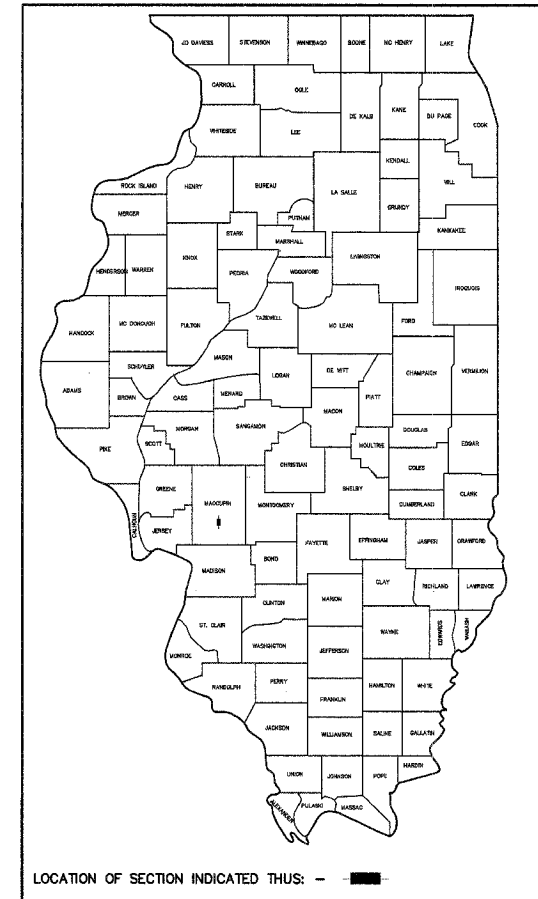 JO DAVIESS STEVENSON WINNEBAGO BOONE MC HENRY LAKE
CARROLL OGLE DE KALB KANE DU PAGE COOK
WHITESIDE LEE KENDALL WILL
ROCK ISLAND HENRY BUREAU LA SALLE GRUNDY
MERCER PUTNAM KANKAKEE
STARK MARSHALL LIVINGSTON
HENDERSON WARREN KNOX PEORIA WOODFORD IROQUOIS
HANCOCK MC DONOUGH FULTON TAZEWELL MC LEAN FORD
SCHUYLER MASON LOGAN DE WITT CHAMPAIGN VERMILION
ADAMS BROWN CASS MENARD PIATT
MORGAN SANGAMON MACON DOUGLAS
PIKE SCOTT CHRISTIAN MOULTRIE COLES EDGAR
GREENE MACOUPIN SHELBY CUMBERLAND CLARK
CALHOUN JERSEY MONTGOMERY
FAYETTE EFFINGHAM JASPER CRAWFORD
MADISON BOND CLAY RICHLAND LAWRENCE
CLINTON MARION
ST. CLAIR WAYNE EDWARDS WABASH
MONROE WASHINGTON JEFFERSON
RANDOLPH PERRY HAMILTON WHITE
FRANKLIN
JACKSON WILLIAMSON SALINE GALLATIN
UNION JOHNSON POPE HARDIN
ALEXANDER PULASKI MASSAC
LOCATION OF SECTION INDICATED THUS: -